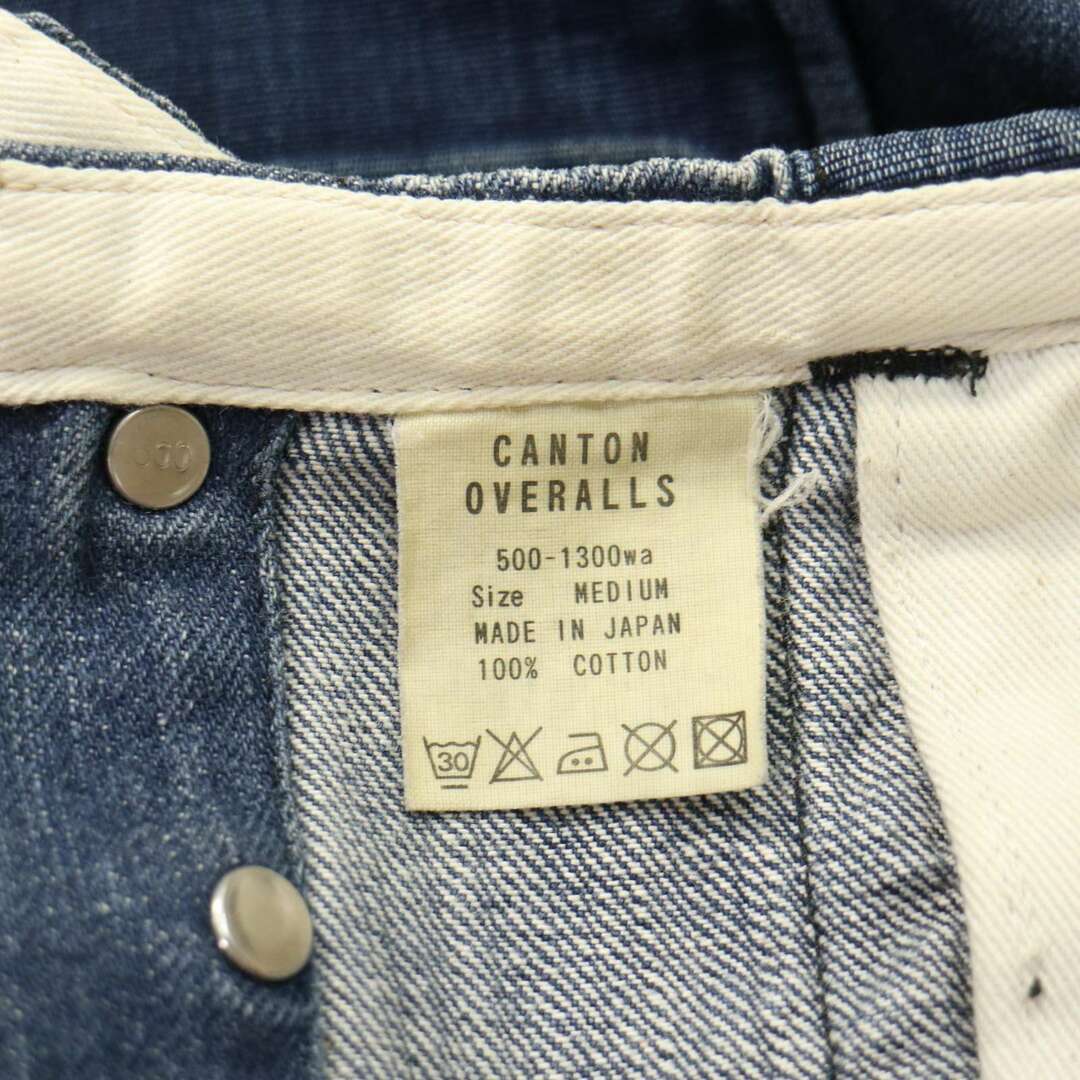 CANTON
OVERALLS
500-1300wa
Size MEDIUM
MADE IN JAPAN
100% COTTON
30